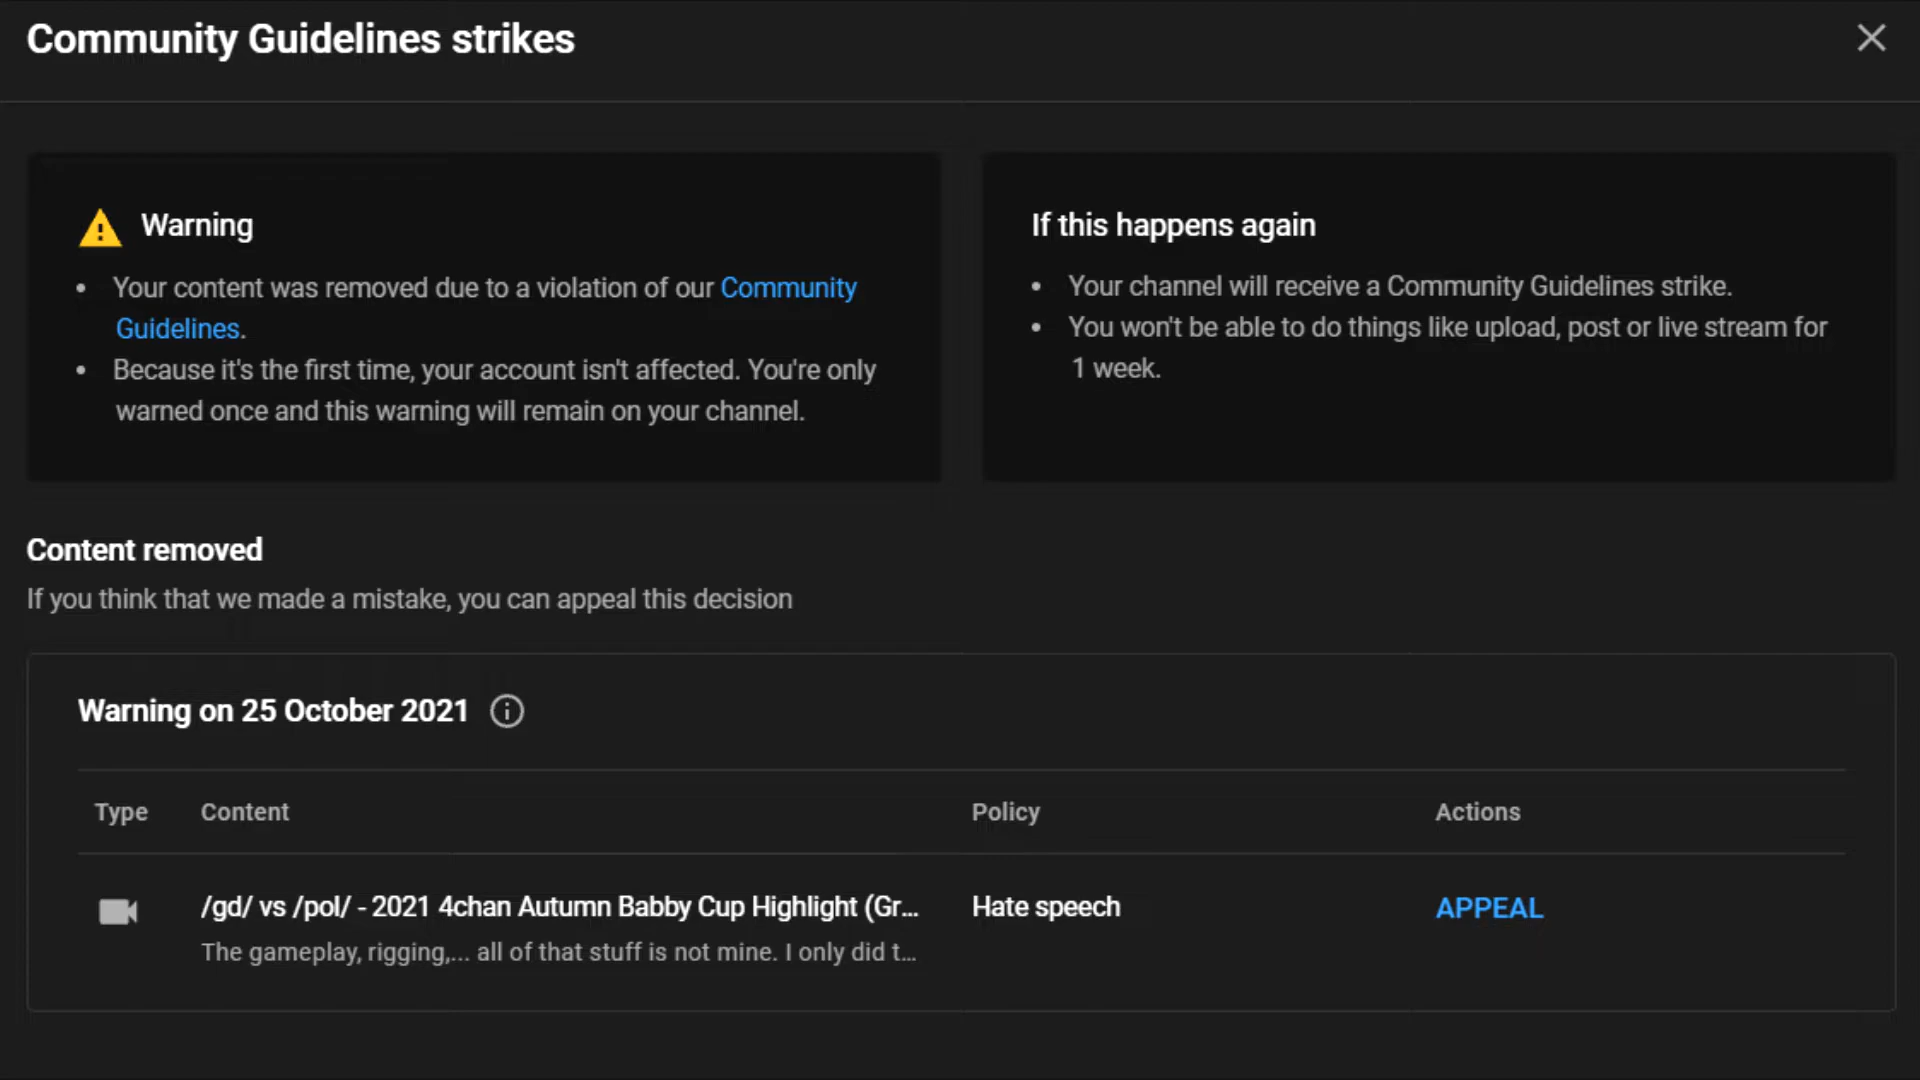 Community Guidelines strikes
Warning
Your content was removed due to a violation of our Community
Guidelines.
Because it's the first time, your account isn't affected. You're only
warned once and this warning will remain on your channel.
If this happens again
Your channel will receive a Community Guidelines strike.
You won't be able to do things like upload, post or live stream for
1 week.
Content removed
If you think that we made a mistake, you can appeal this decision
Warning on 25 October 2021
Type Content Policy Actions
/gd/ vs /pol/ - 2021 4chan Autumn Babby Cup Highlight (Gr... Hate speech APPEAL
The gameplay, rigging,... all of that stuff is not mine. I only did t...